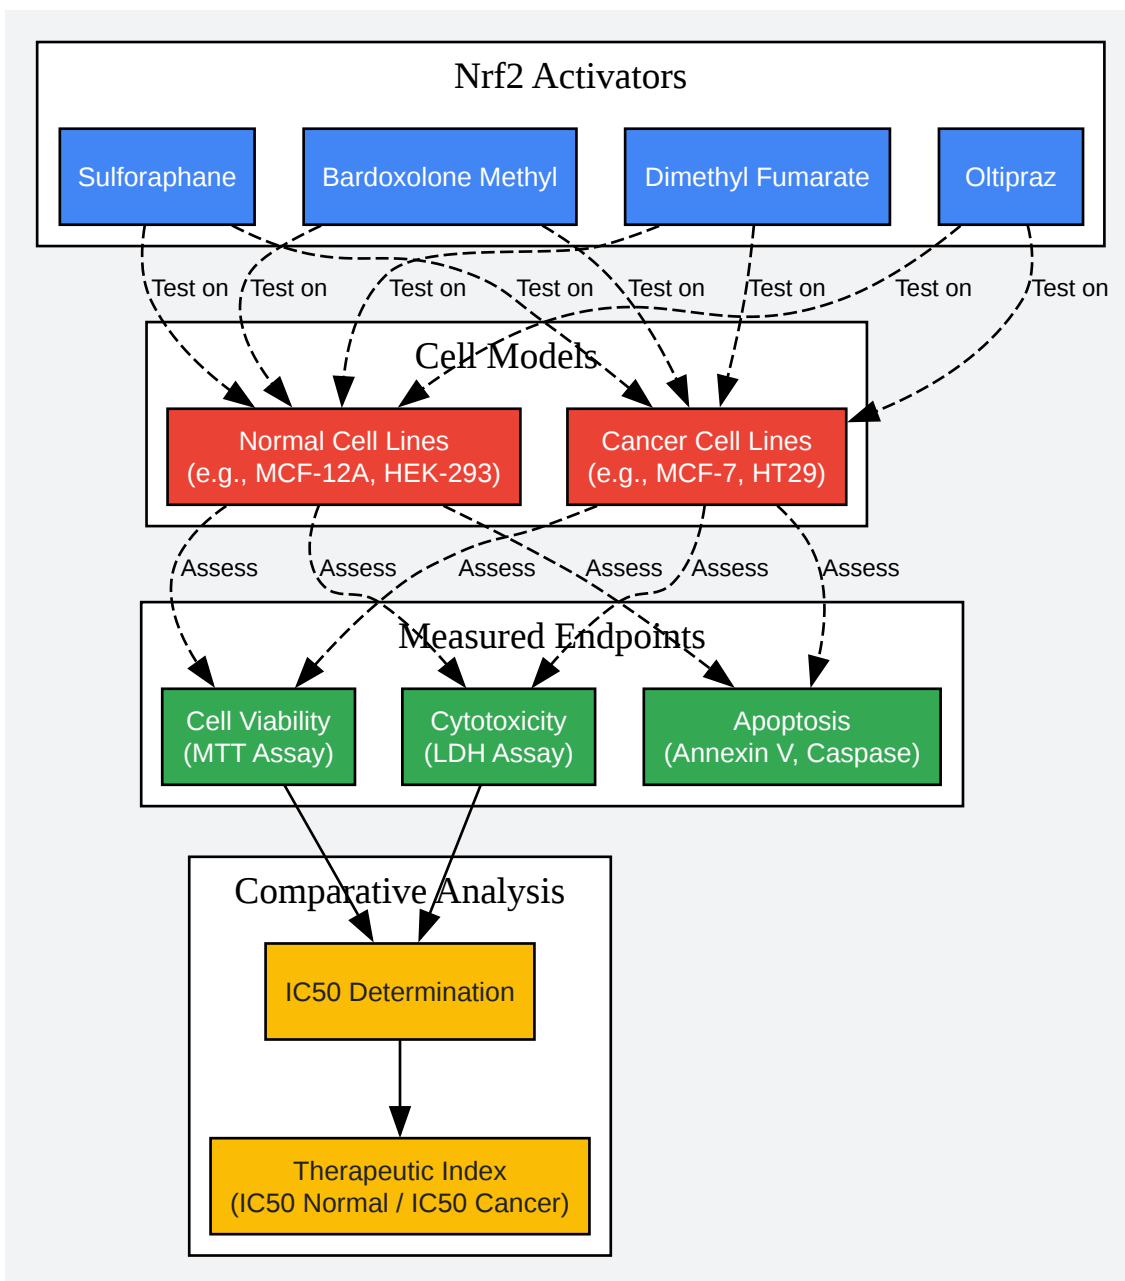 Nrf2 Activators
Sulforaphane
Bardoxolone Methyl
Dimethyl Fumarate
Oltipraz
Test on
Test on
Test on
Test on
Test on
Test on
Test on
Test on
Cell Models
Normal Cell Lines
(e.g., MCF-12A, HEK-293)
Cancer Cell Lines
(e.g., MCF-7, HT29)
Assess
Assess
Assess
Assess
Assess
Assess
Measured Endpoints
Cell Viability
(MTT Assay)
Cytotoxicity
(LDH Assay)
Apoptosis
(Annexin V, Caspase)
Comparative Analysis
IC50 Determination
Therapeutic Index
(IC50 Normal / IC50 Cancer)